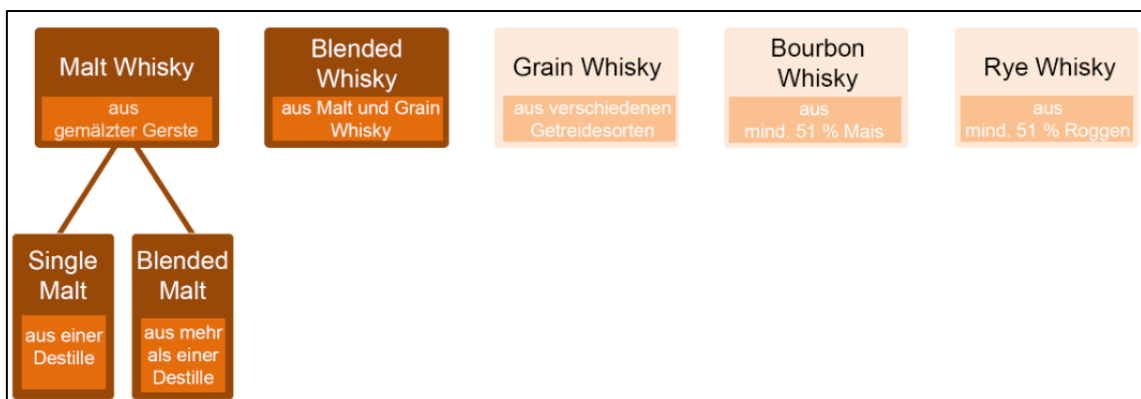 Malt Whisky
aus
gemälzter Gerste
Blended
Whisky
aus Malt und Grain
Whisky
Grain Whisky
aus verschiedenen
Getreidesorten
Bourbon
Whisky
aus
mind. 51 % Mais
Rye Whisky
aus
mind. 51 % Roggen
Single
Malt
aus einer
Destille
Blended
Malt
aus mehr
als einer
Destille